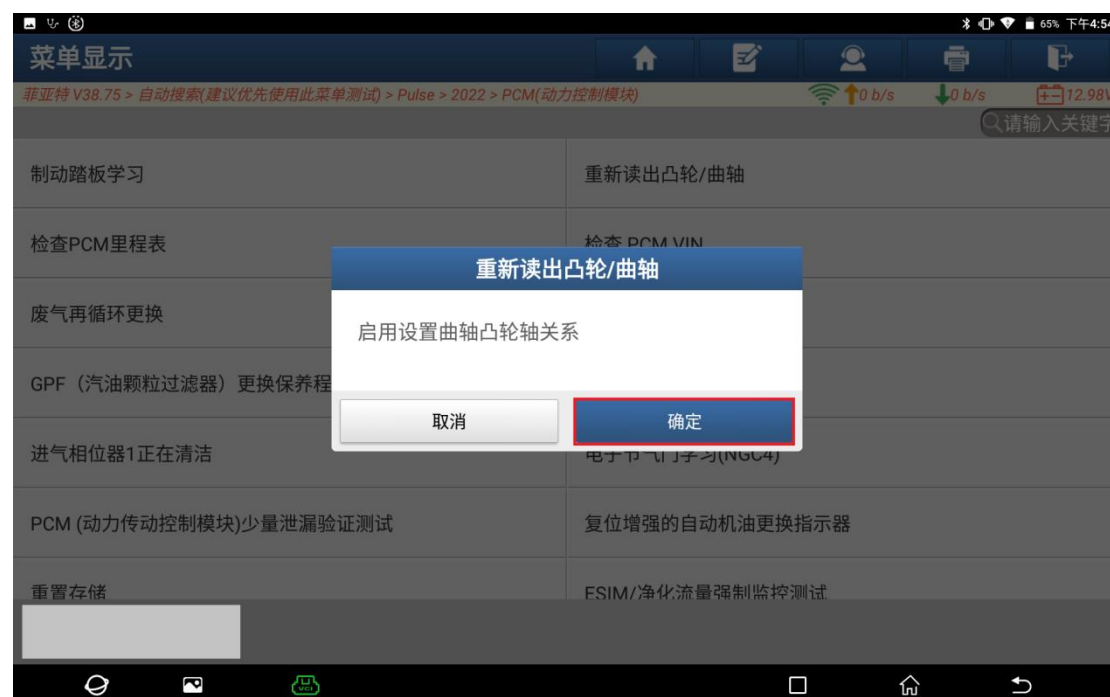 65% 下午4:54
菜单显示
菲亚特 V38.75 > 自动搜索(建议优先使用此菜单测试) > Pulse > 2022 > PCM(动力控制模块)
0 b/s
0 b/s
12.98V
请输入关键字
制动踏板学习
重新读出凸轮/曲轴
检查PCM里程表
检查 PCM VIN
重新读出凸轮/曲轴
废气再循环更换
启用设置曲轴凸轮轴关系
GPF（汽油颗粒过滤器）更换保养程
取消
确定
进气相位器1正在清洁
电子节气门学习(NGC4)
PCM (动力传动控制模块)少量泄漏验证测试
复位增强的自动机油更换指示器
重置存储
ESIM/净化流量强制监控测试
VCI